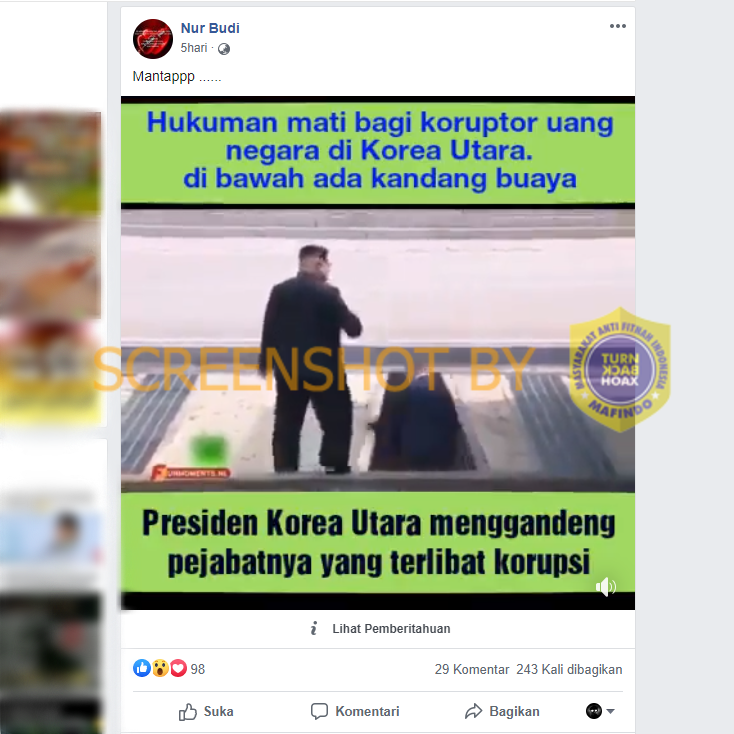 Nur Budi
5hari ·
Mantappp ......
Hukuman mati bagi koruptor uang
negara di Korea Utara.
di bawah ada kandang buaya
SCREENSHOT BY
MASYARAKAT ANTI FITNAH INDONESIA
TURN
BACK
HOAX
MAFINDO
FUNMOMENTS.NL
Presiden Korea Utara menggandeng
pejabatnya yang terlibat korupsi
Lihat Pemberitahuan
98
29 Komentar 243 Kali dibagikan
Suka Komentari Bagikan